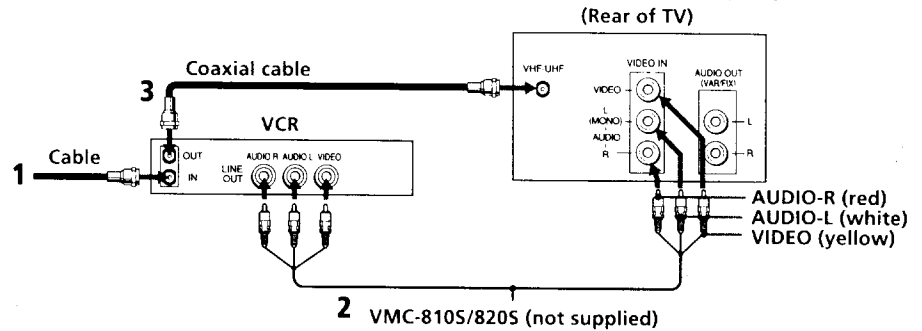 (Rear of TV)
Coaxial cable
3
VHF/UHF
VIDEO IN
AUDIO OUT
(VAR/FIX)
VIDEO
L
(MONO)
AUDIO
R
L
R
VCR
1
Cable
OUT
IN
LINE
OUT
AUDIO R AUDIO L VIDEO
AUDIO-R (red)
AUDIO-L (white)
VIDEO (yellow)
2
VMC-810S/820S (not supplied)